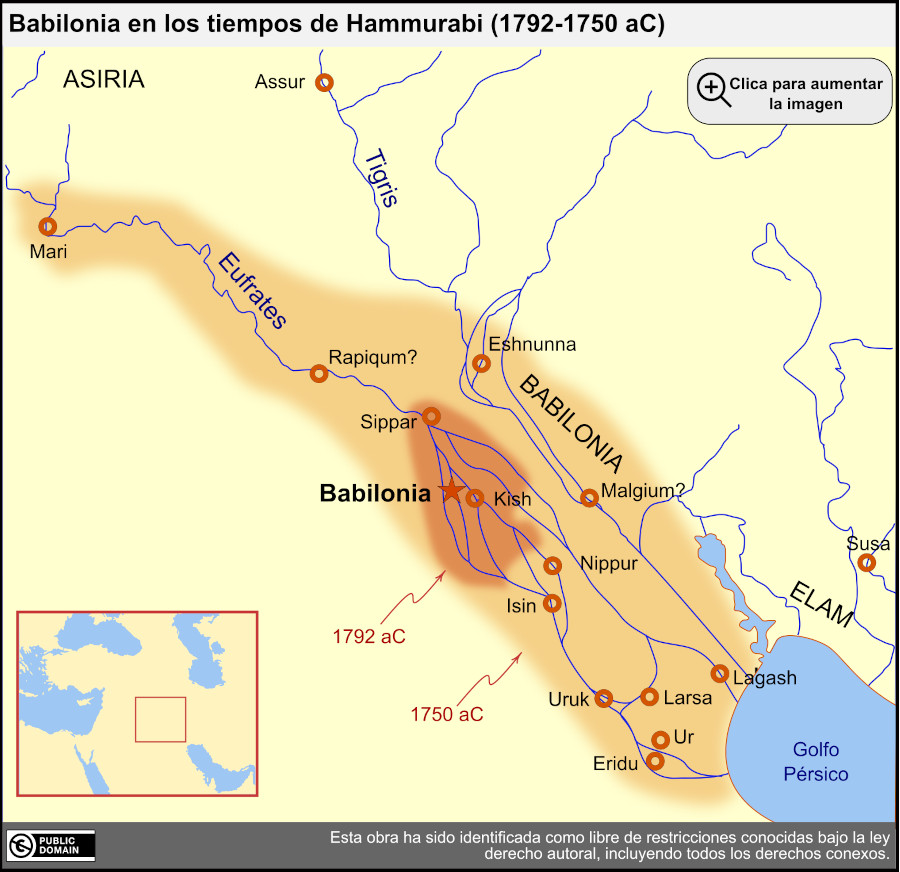 Babilonia en los tiempos de Hammurabi (1792-1750 aC)
ASIRIA
Assur
Clica para aumentar
la imagen
Tigris
Mari
Eufrates
Rapiqum?
Eshnunna
BABILONIA
Sippar
Babilonia
Kish
Malgium?
Susa
Nippur
Isin
ELAM
1792 aC
Lagash
Uruk
Larsa
1750 aC
Ur
Eridu
Golfo
Pérsico
PUBLIC
DOMAIN
Esta obra ha sido identificada como libre de restricciones conocidas bajo la ley
derecho autoral, incluyendo todos los derechos conexos.